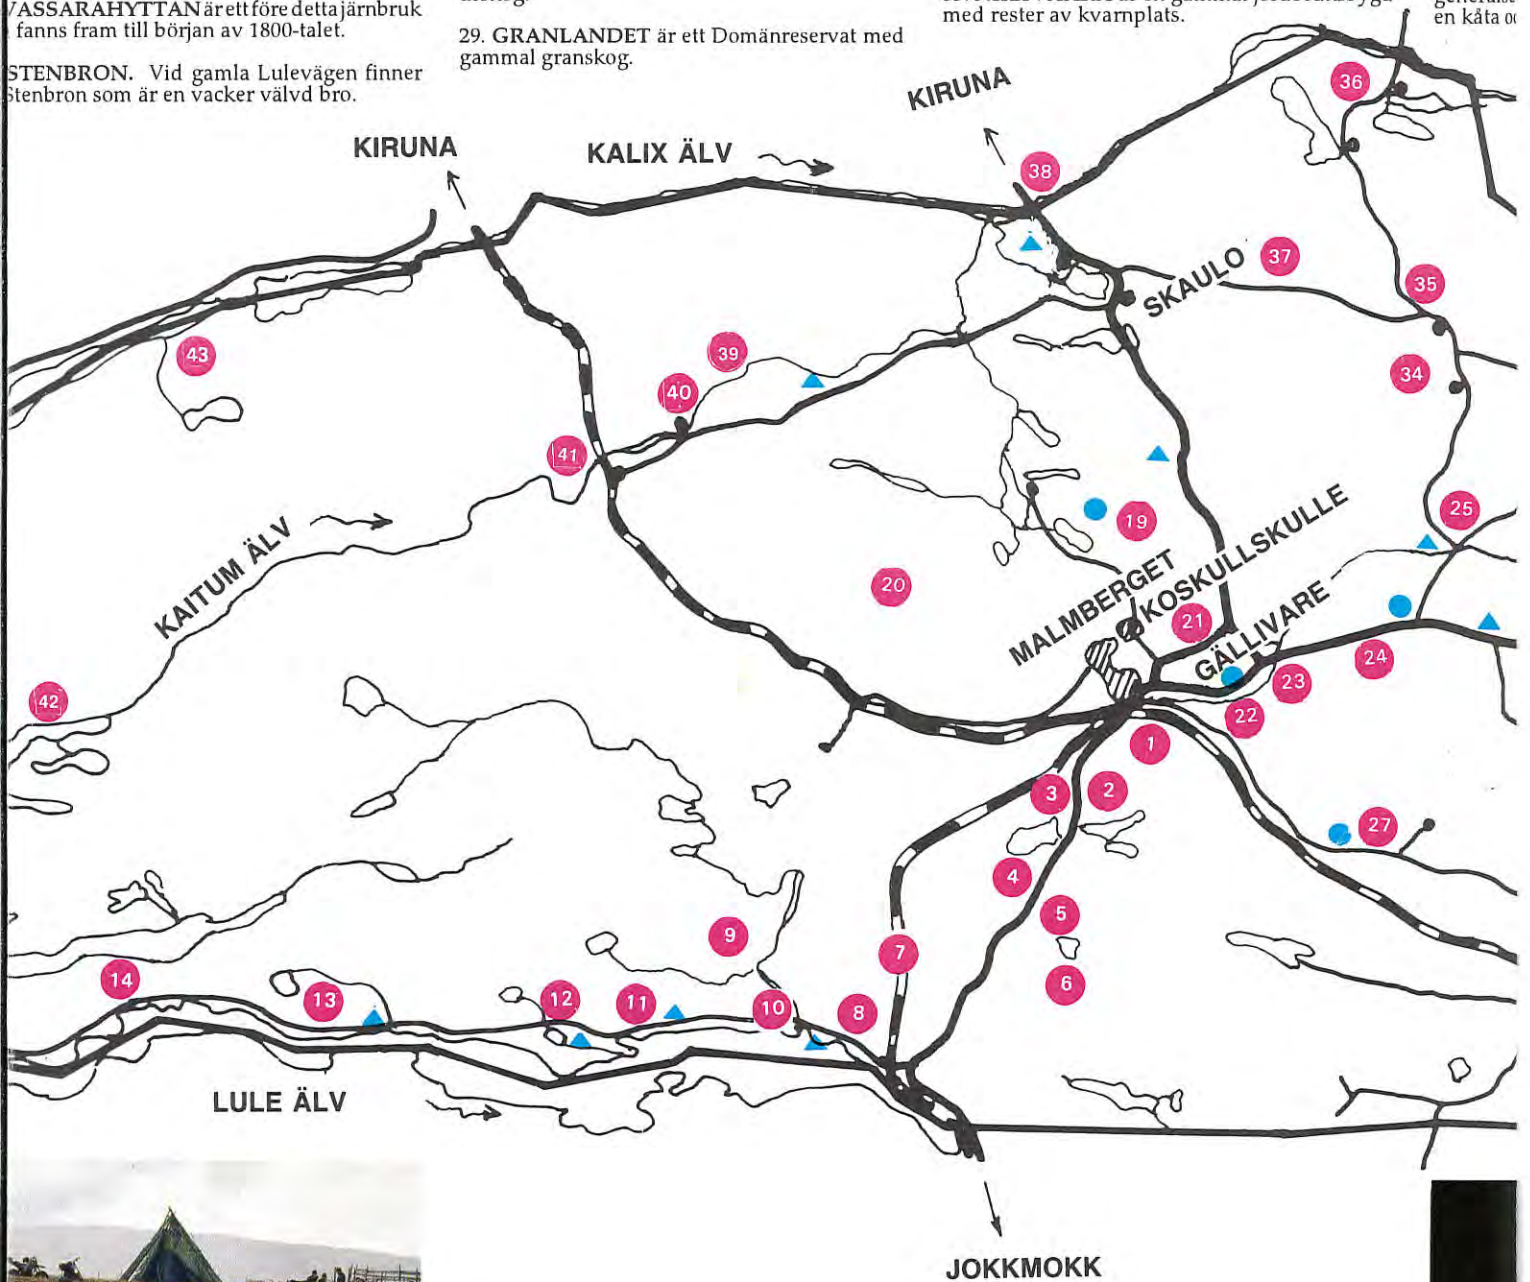 VASSARAHYTTAN är ett före detta järnbruk
fanns fram till början av 1800-talet.
STENBRON. Vid gamla Lulevägen finner
Stenbron som är en vacker välvd bro.
29. GRANLANDET är ett Domänreservat med
gammal granskog.
med rester av kvarnplats.
en kåta
KIRUNA
KALIX ÄLV
KIRUNA
36
38
37
SKAULO
35
43
39
34
40
41
25
19
KAITUM ÄLV
20
MALMBERGET
KOSKULLSKULLE
21
GÄLLIVARE
24
23
42
22
1
3
2
27
4
5
9
7
6
14
13
12
11
10
8
LULE ÄLV
JOKKMOKK